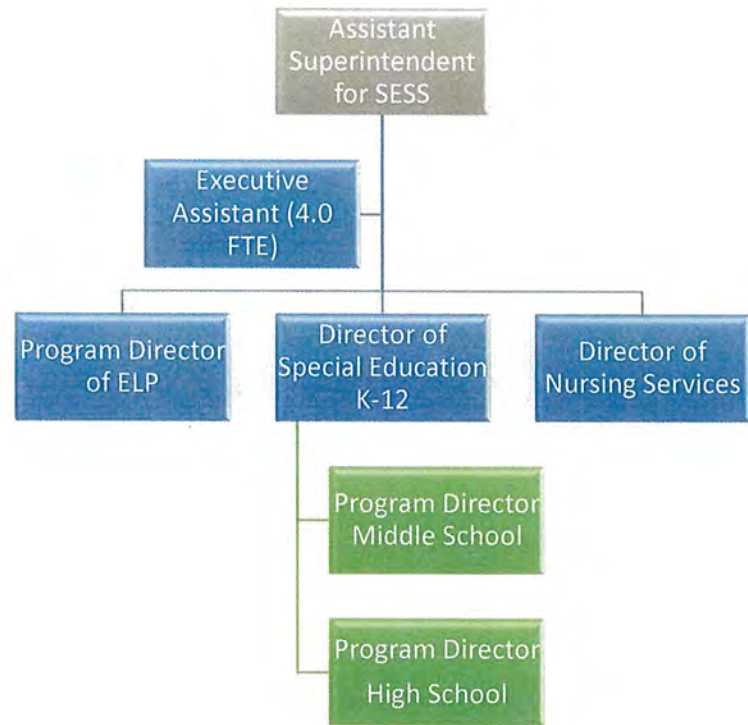 Assistant
Superintendent
for SESS
Executive
Assistant (4.0
FTE)
Program Director
of ELP
Director of
Special Education
K-12
Director of
Nursing Services
Program Director
Middle School
Program Director
High School